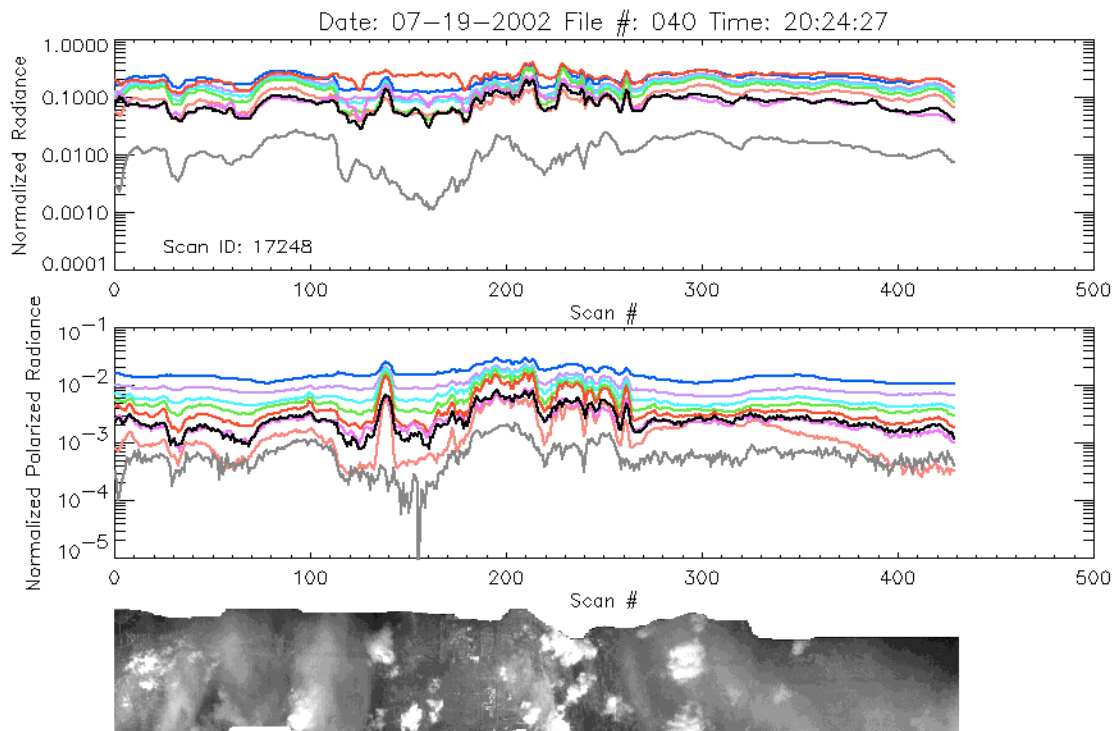 Date: 07-19-2002 File #: 040 Time: 20:24:27
Normalized Radiance
1.0000
0.1000
0.0100
0.0010
0.0001
Scan ID: 17248
0 100 200 300 400 500
Scan #
Normalized Polarized Radiance
10^-1
10^-2
10^-3
10^-4
10^-5
0 100 200 300 400 500
Scan #